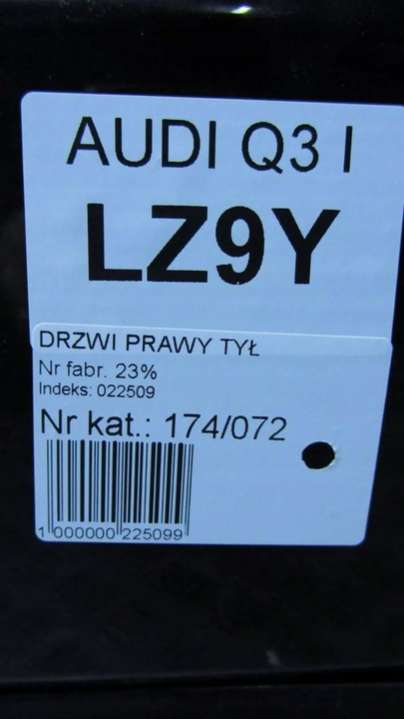 AUDI Q3 I
LZ9Y
DRZWI PRAWY TYŁ
Nr fabr. 23%
Indeks: 022509
Nr kat.: 174/072
1 000000 225099